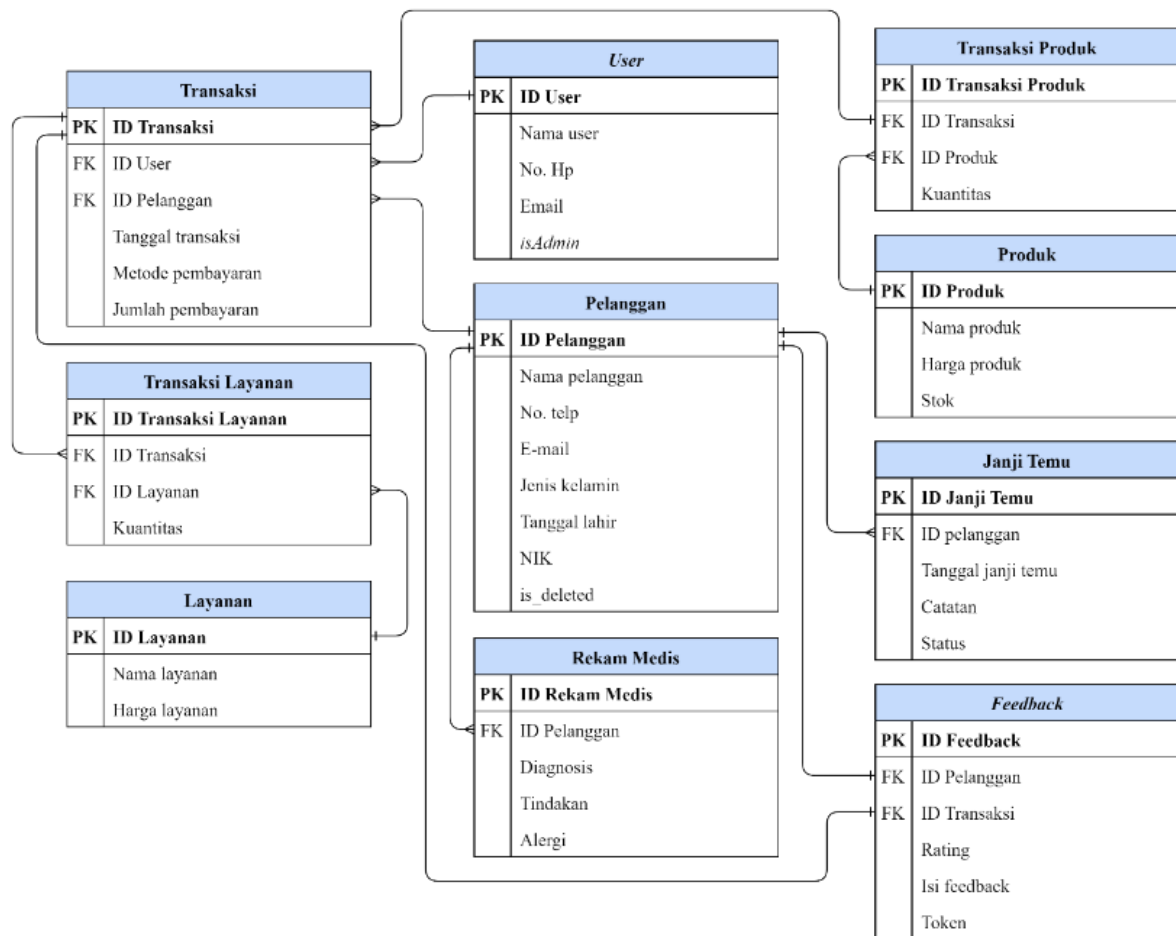 Transaksi
PK ID Transaksi
FK ID User
FK ID Pelanggan
Tanggal transaksi
Metode pembayaran
Jumlah pembayaran
Transaksi Layanan
PK ID Transaksi Layanan
FK ID Transaksi
FK ID Layanan
Kuantitas
Layanan
PK ID Layanan
Nama layanan
Harga layanan
User
PK ID User
Nama user
No. Hp
Email
isAdmin
Pelanggan
PK ID Pelanggan
Nama pelanggan
No. telp
E-mail
Jenis kelamin
Tanggal lahir
NIK
is_deleted
Rekam Medis
PK ID Rekam Medis
FK ID Pelanggan
Diagnosis
Tindakan
Alergi
Transaksi Produk
PK ID Transaksi Produk
FK ID Transaksi
FK ID Produk
Kuantitas
Produk
PK ID Produk
Nama produk
Harga produk
Stok
Janji Temu
PK ID Janji Temu
FK ID pelanggan
Tanggal janji temu
Catatan
Status
Feedback
PK ID Feedback
FK ID Pelanggan
FK ID Transaksi
Rating
Isi feedback
Token